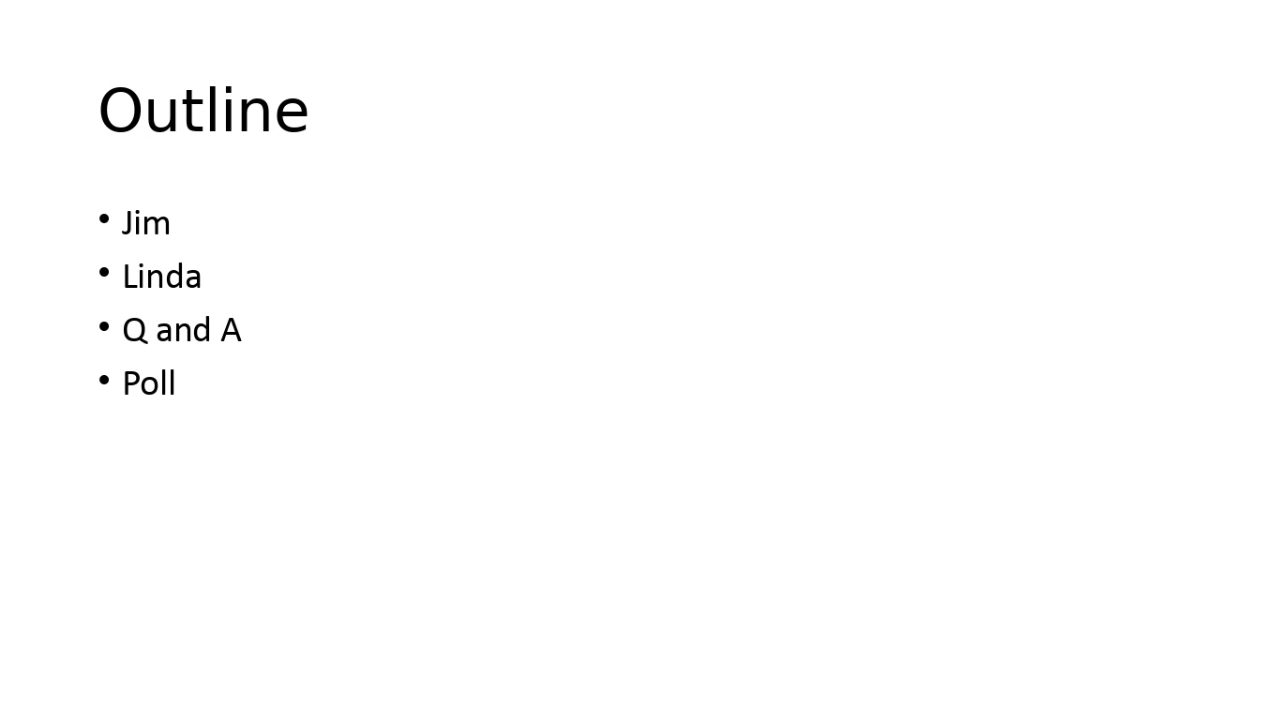 Outline
• Jim
• Linda
• Q and A
• Poll